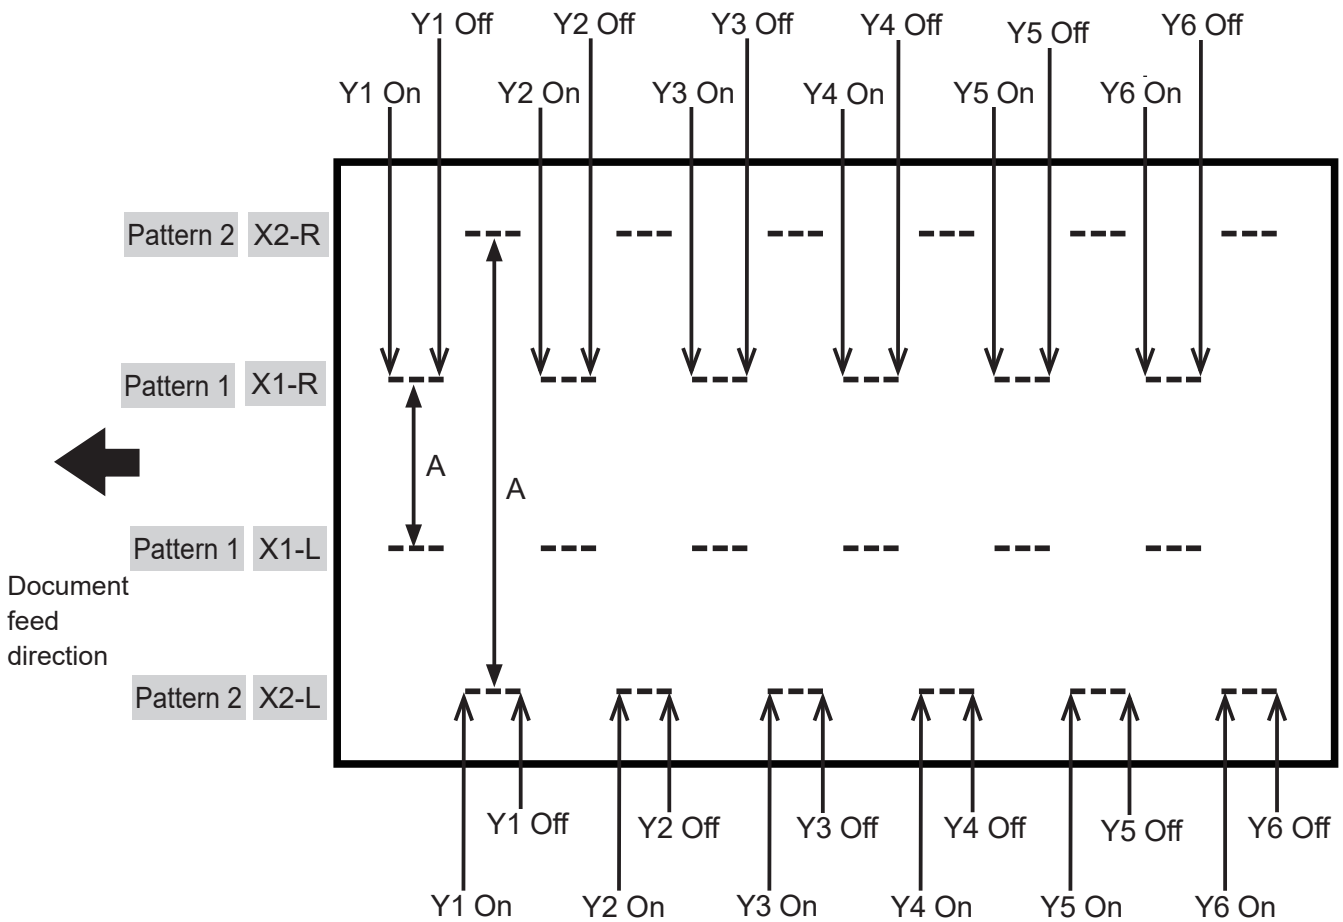 Y1 Off Y2 Off Y3 Off Y4 Off Y5 Off Y6 Off
Y1 On Y2 On Y3 On Y4 On Y5 On Y6 On
Pattern 2 X2-R
Pattern 1 X1-R
A
A
Pattern 1 X1-L
Document
feed
direction
Pattern 2 X2-L
Y1 Off Y2 Off Y3 Off Y4 Off Y5 Off Y6 Off
Y1 On Y2 On Y3 On Y4 On Y5 On Y6 On